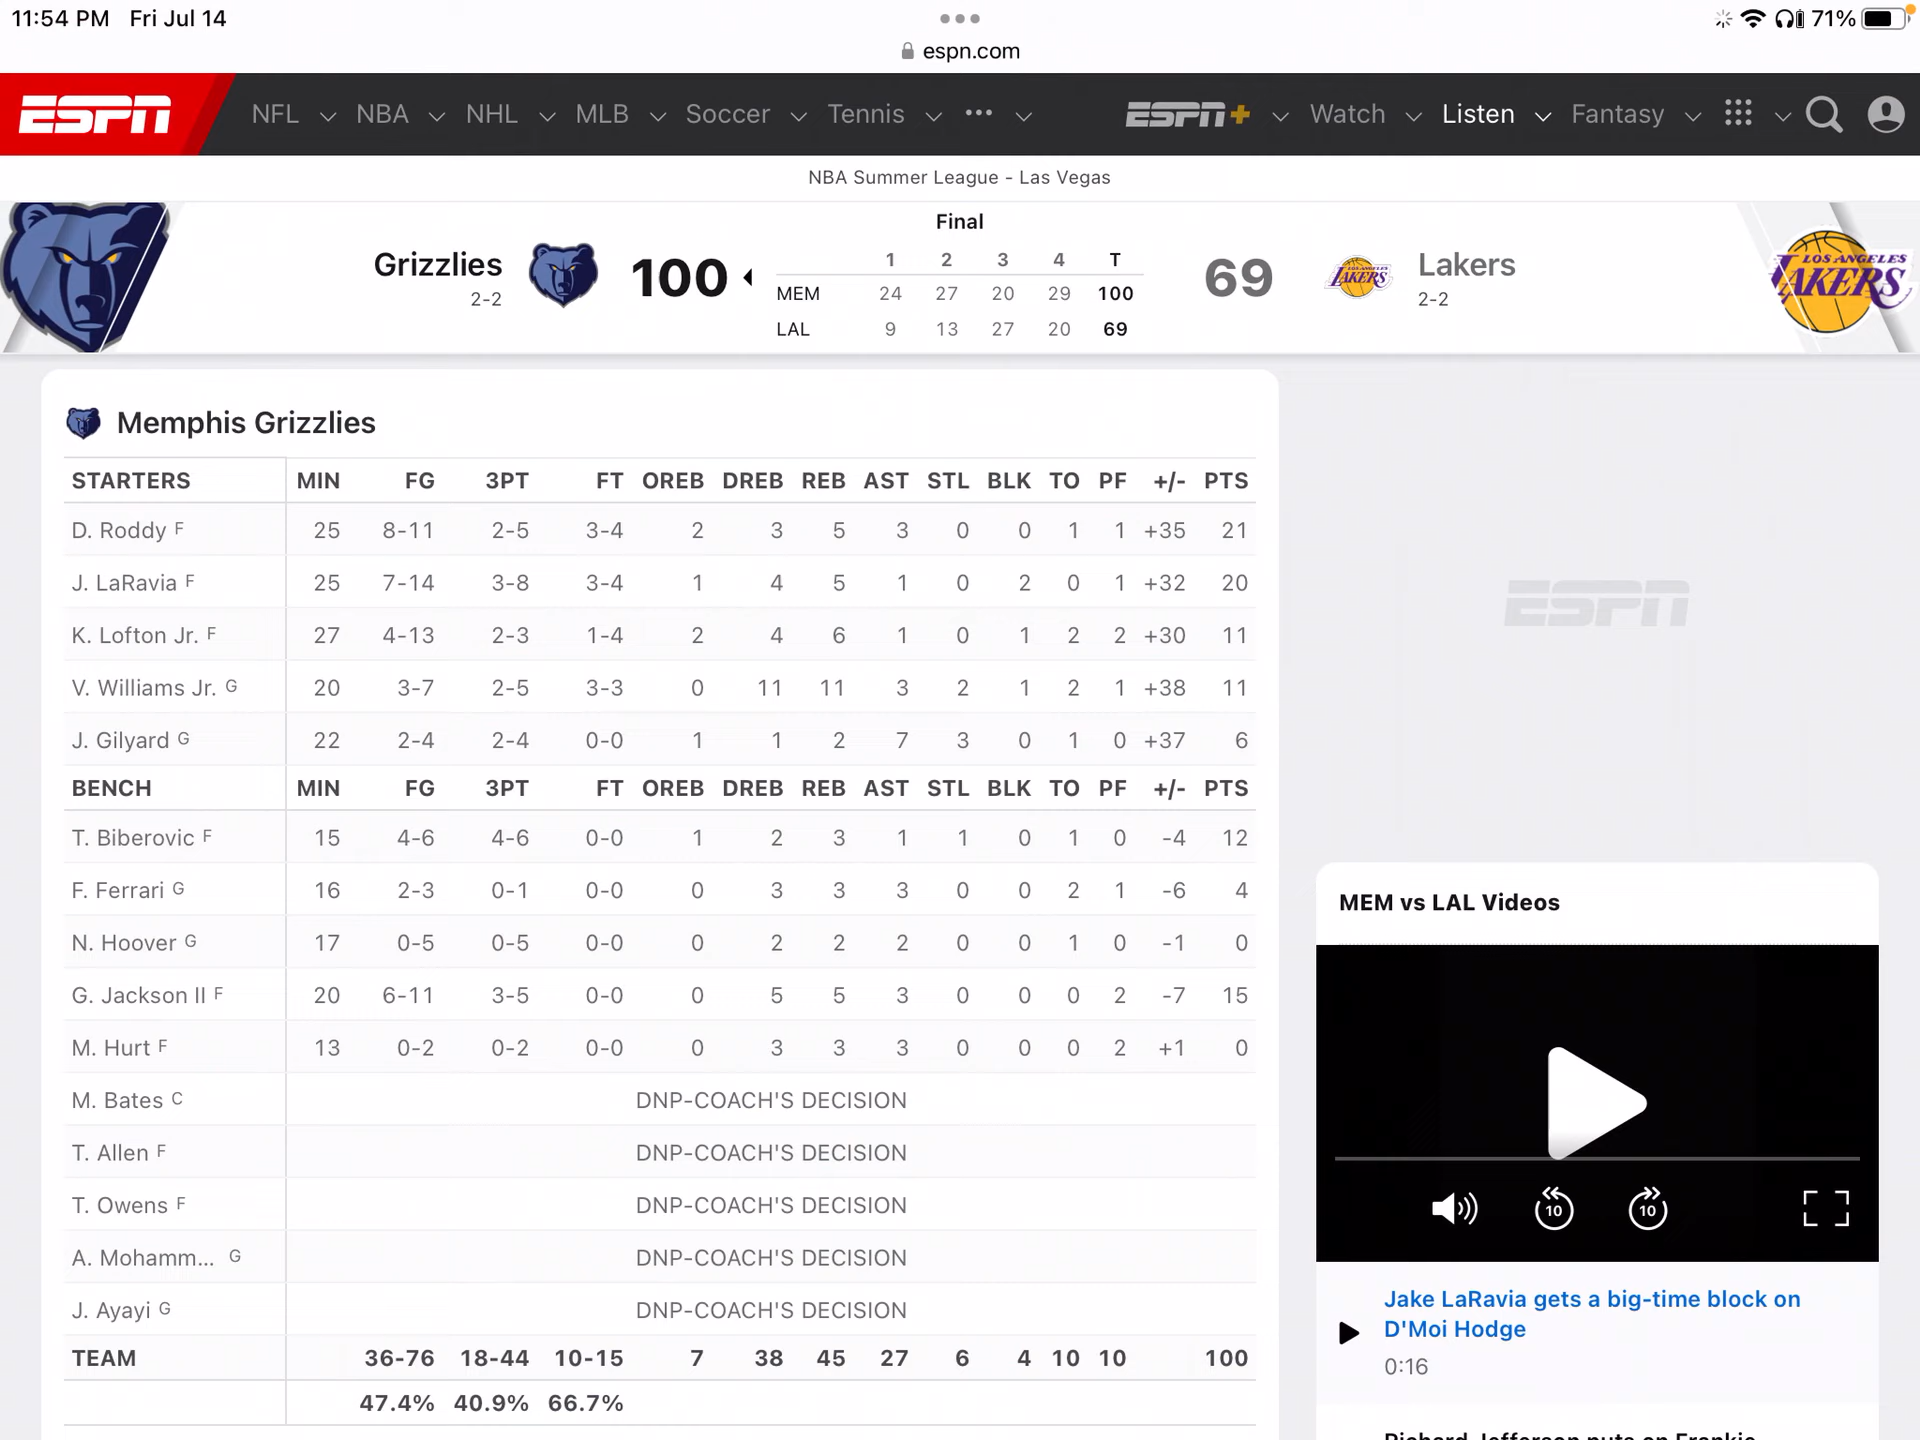 11:54 PM Fri Jul 14 71%
espn.com
ESPN NFL NBA NHL MLB Soccer Tennis ESPN+ Watch Listen Fantasy
NBA Summer League - Las Vegas
Final
Grizzlies
2-2
100
1 2 3 4 T
MEM 24 27 20 29 100
LAL 9 13 27 20 69
69
Lakers
2-2
LOS ANGELES
LAKERS
Memphis Grizzlies
STARTERS MIN FG 3PT FT OREB DREB REB AST STL BLK TO PF +/- PTS
D. Roddy F 25 8-11 2-5 3-4 2 3 5 3 0 0 1 1 +35 21
J. LaRavia F 25 7-14 3-8 3-4 1 4 5 1 0 2 0 1 +32 20
K. Lofton Jr. F 27 4-13 2-3 1-4 2 4 6 1 0 1 2 2 +30 11
V. Williams Jr. G 20 3-7 2-5 3-3 0 11 11 3 2 1 2 1 +38 11
J. Gilyard G 22 2-4 2-4 0-0 1 1 2 7 3 0 1 0 +37 6
BENCH MIN FG 3PT FT OREB DREB REB AST STL BLK TO PF +/- PTS
T. Biberovic F 15 4-6 4-6 0-0 1 2 3 1 1 0 1 0 -4 12
F. Ferrari G 16 2-3 0-1 0-0 0 3 3 3 0 0 2 1 -6 4
N. Hoover G 17 0-5 0-5 0-0 0 2 2 2 0 0 1 0 -1 0
G. Jackson II F 20 6-11 3-5 0-0 0 5 5 3 0 0 0 2 -7 15
M. Hurt F 13 0-2 0-2 0-0 0 3 3 3 0 0 0 2 +1 0
M. Bates C DNP-COACH'S DECISION
T. Allen F DNP-COACH'S DECISION
T. Owens F DNP-COACH'S DECISION
A. Mohamm... G DNP-COACH'S DECISION
J. Ayayi G DNP-COACH'S DECISION
TEAM 36-76 18-44 10-15 7 38 45 27 6 4 10 10 100
47.4% 40.9% 66.7%
ESPN
MEM vs LAL Videos
10 10
Jake LaRavia gets a big-time block on
D'Moi Hodge
0:16
Richard Jefferson puts on Frankie